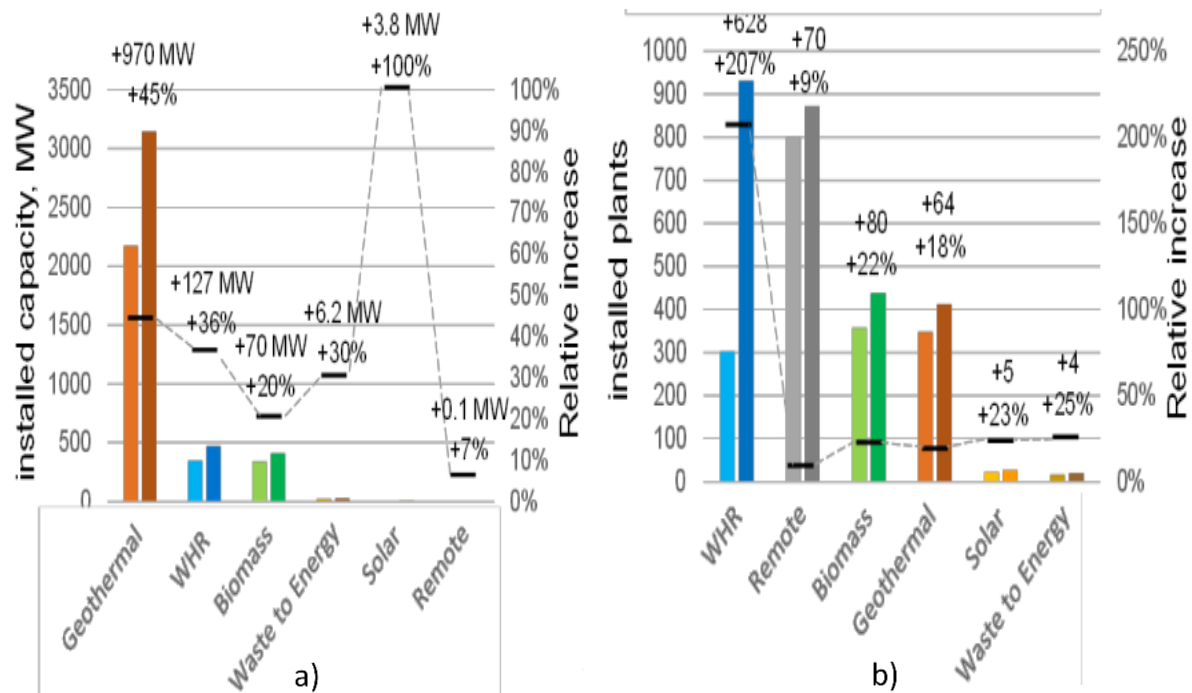 +3.8 MW
+970 MW
+100%
+45%
3500
3000
2500
2000
1500
1000
500
0
installed capacity, MW
+127 MW
+36%
+70 MW
+20%
+6.2 MW
+30%
+0.1 MW
+7%
100%
90%
80%
70%
60%
50%
40%
30%
20%
10%
0%
Relative increase
Geothermal
WHR
Biomass
Waste to Energy
Solar
Remote
a)
+628
+207%
+70
+9%
1000
900
800
700
600
500
400
300
200
100
0
installed plants
+80
+22%
+64
+18%
+5
+23%
+4
+25%
250%
200%
150%
100%
50%
0%
Relative increase
WHR
Remote
Biomass
Geothermal
Solar
Waste to Energy
b)